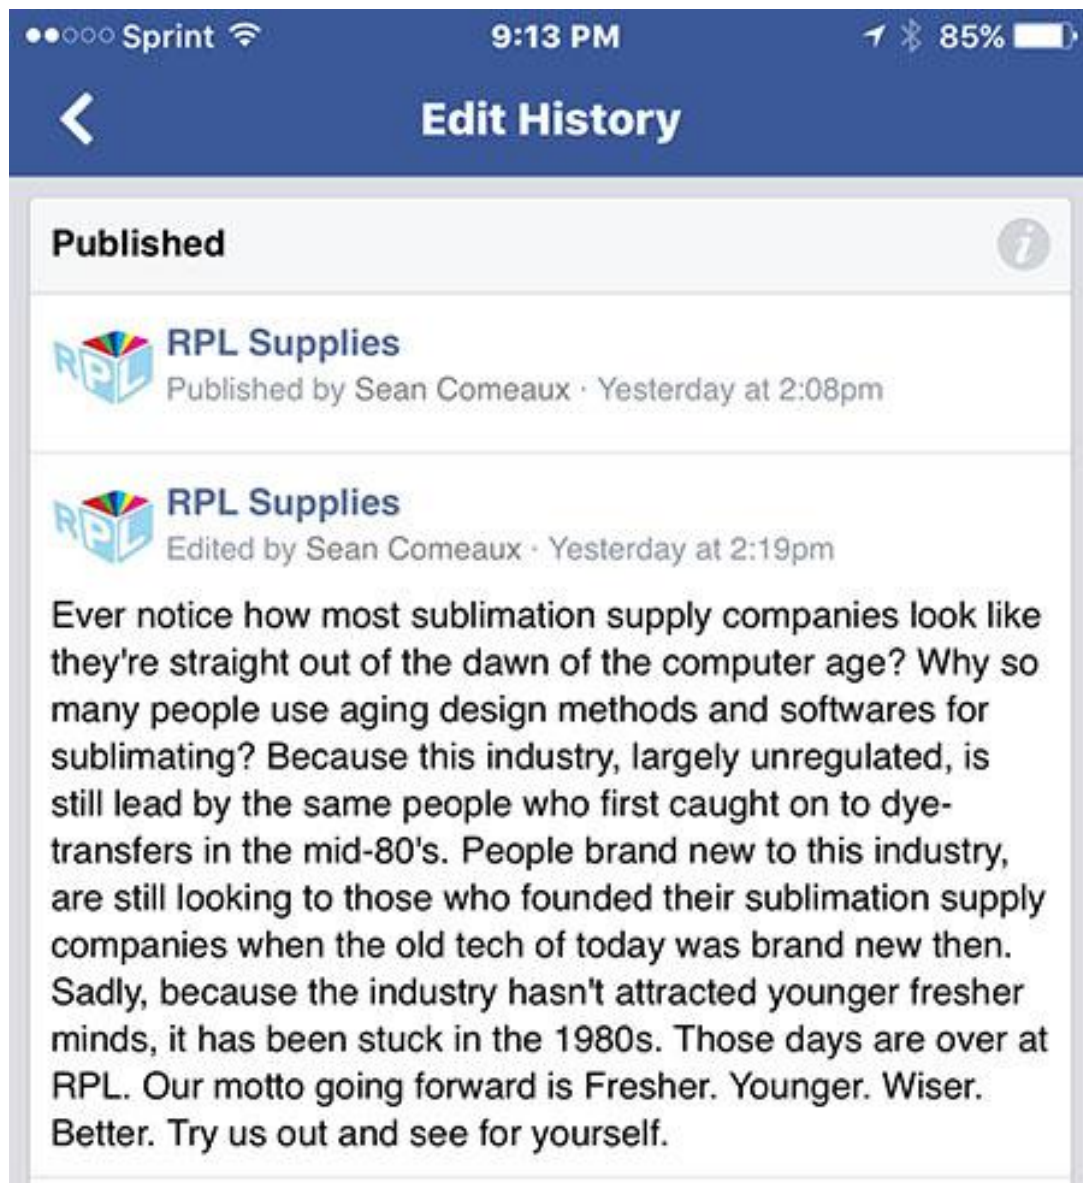 Sprint 9:13 PM 85%
Edit History
Published
RPL RPL Supplies
Published by Sean Comeaux · Yesterday at 2:08pm
RPL RPL Supplies
Edited by Sean Comeaux · Yesterday at 2:19pm
Ever notice how most sublimation supply companies look like
they're straight out of the dawn of the computer age? Why so
many people use aging design methods and softwares for
sublimating? Because this industry, largely unregulated, is
still lead by the same people who first caught on to dye-
transfers in the mid-80's. People brand new to this industry,
are still looking to those who founded their sublimation supply
companies when the old tech of today was brand new then.
Sadly, because the industry hasn't attracted younger fresher
minds, it has been stuck in the 1980s. Those days are over at
RPL. Our motto going forward is Fresher. Younger. Wiser.
Better. Try us out and see for yourself.